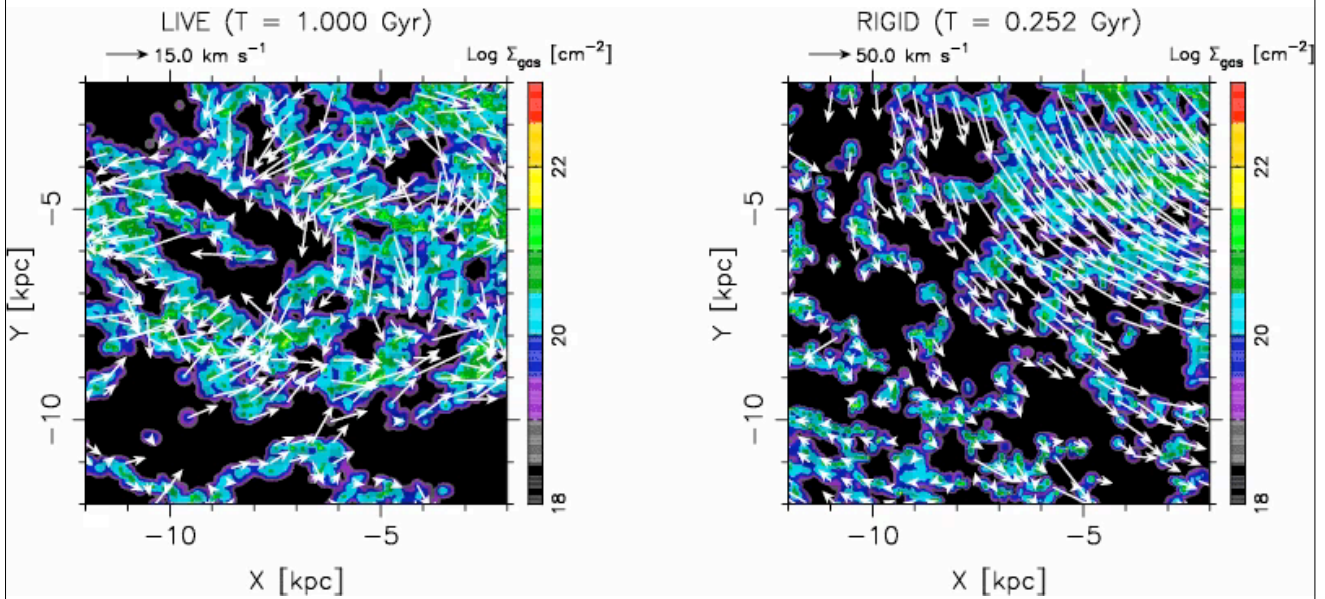 LIVE (T = 1.000 Gyr)
15.0 km s⁻¹
Log Σgas [cm⁻²]
22
20
18
−5
−10
Y [kpc]
−10
−5
X [kpc]
RIGID (T = 0.252 Gyr)
50.0 km s⁻¹
Log Σgas [cm⁻²]
22
20
18
−5
−10
Y [kpc]
−10
−5
X [kpc]